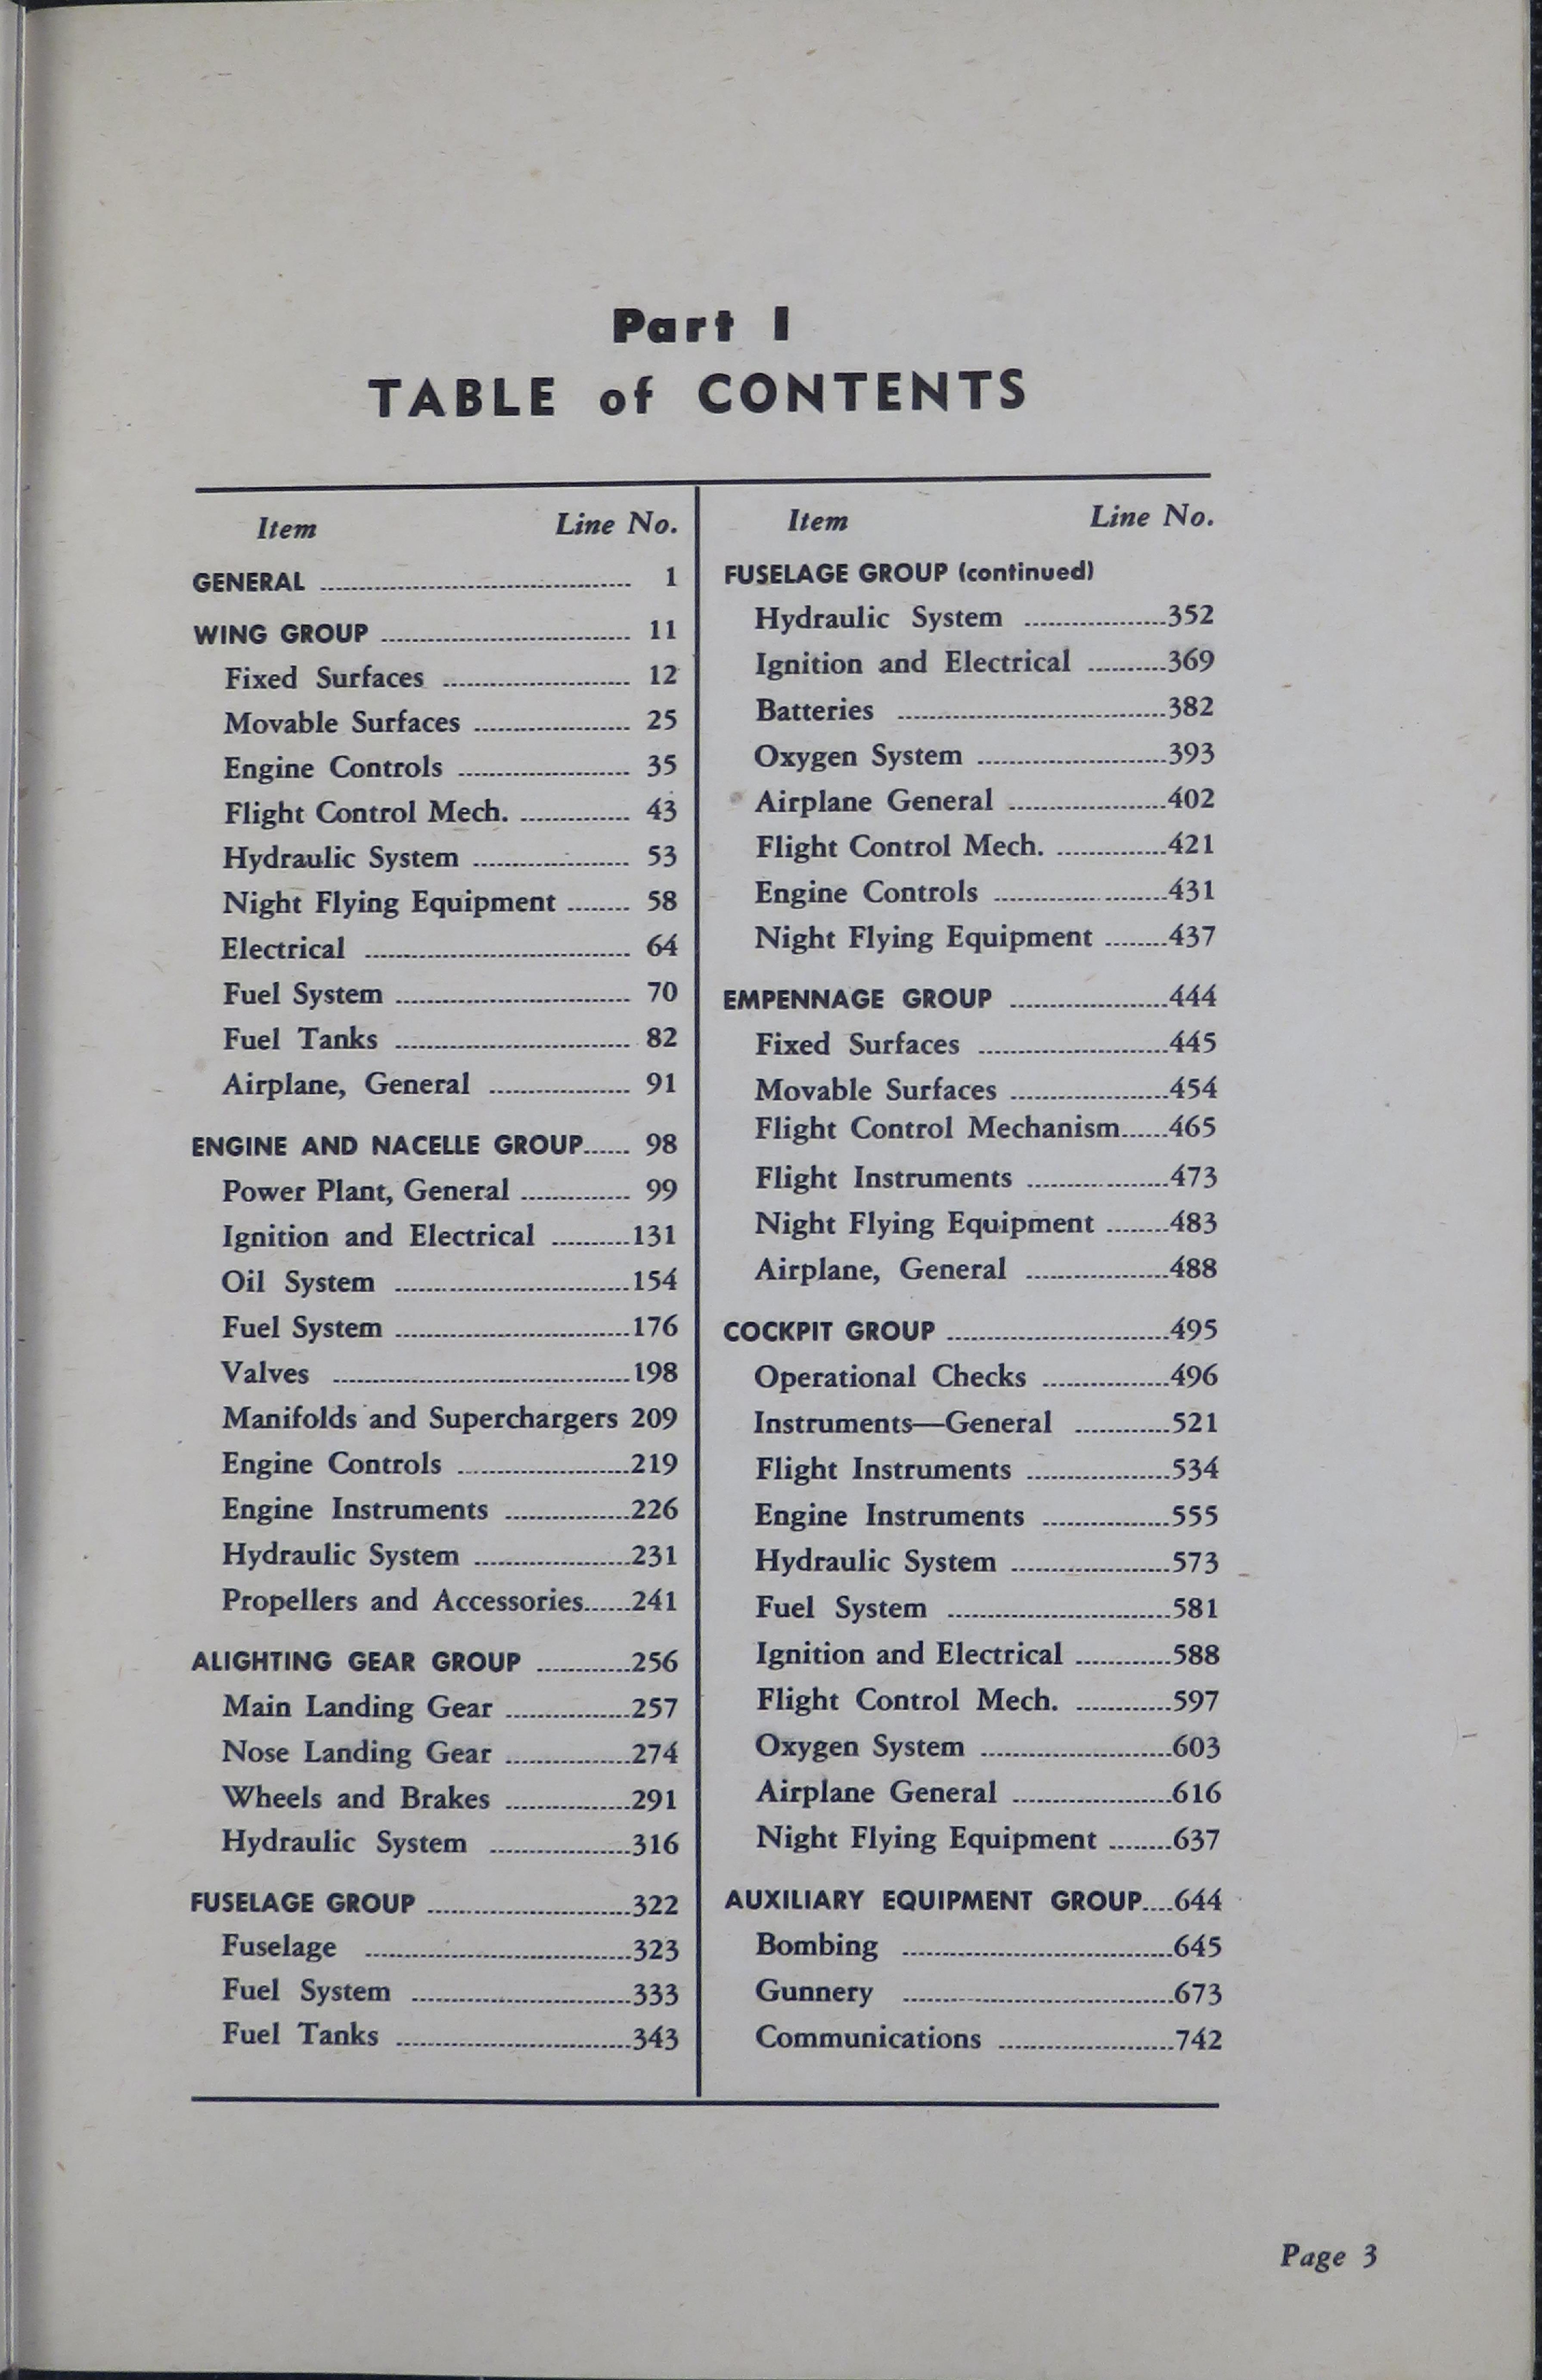 Part I
TABLE of CONTENTS
Item Line No.
GENERAL 1
WING GROUP 11
Fixed Surfaces 12
Movable Surfaces 25
Engine Controls 35
Flight Control Mech. 43
Hydraulic System 53
Night Flying Equipment 58
Electrical 64
Fuel System 70
Fuel Tanks 82
Airplane, General 91
ENGINE AND NACELLE GROUP 98
Power Plant, General 99
Ignition and Electrical 131
Oil System 154
Fuel System 176
Valves 198
Manifolds and Superchargers 209
Engine Controls 219
Engine Instruments 226
Hydraulic System 231
Propellers and Accessories 241
ALIGHTING GEAR GROUP 256
Main Landing Gear 257
Nose Landing Gear 274
Wheels and Brakes 291
Hydraulic System 316
FUSELAGE GROUP 322
Fuselage 323
Fuel System 333
Fuel Tanks 343
Item Line No.
FUSELAGE GROUP (continued)
Hydraulic System 352
Ignition and Electrical 369
Batteries 382
Oxygen System 393
Airplane General 402
Flight Control Mech. 421
Engine Controls 431
Night Flying Equipment 437
EMPENNAGE GROUP 444
Fixed Surfaces 445
Movable Surfaces 454
Flight Control Mechanism 465
Flight Instruments 473
Night Flying Equipment 483
Airplane, General 488
COCKPIT GROUP 495
Operational Checks 496
Instruments—General 521
Flight Instruments 534
Engine Instruments 555
Hydraulic System 573
Fuel System 581
Ignition and Electrical 588
Flight Control Mech. 597
Oxygen System 603
Airplane General 616
Night Flying Equipment 637
AUXILIARY EQUIPMENT GROUP 644
Bombing 645
Gunnery 673
Communications 742
Page 3